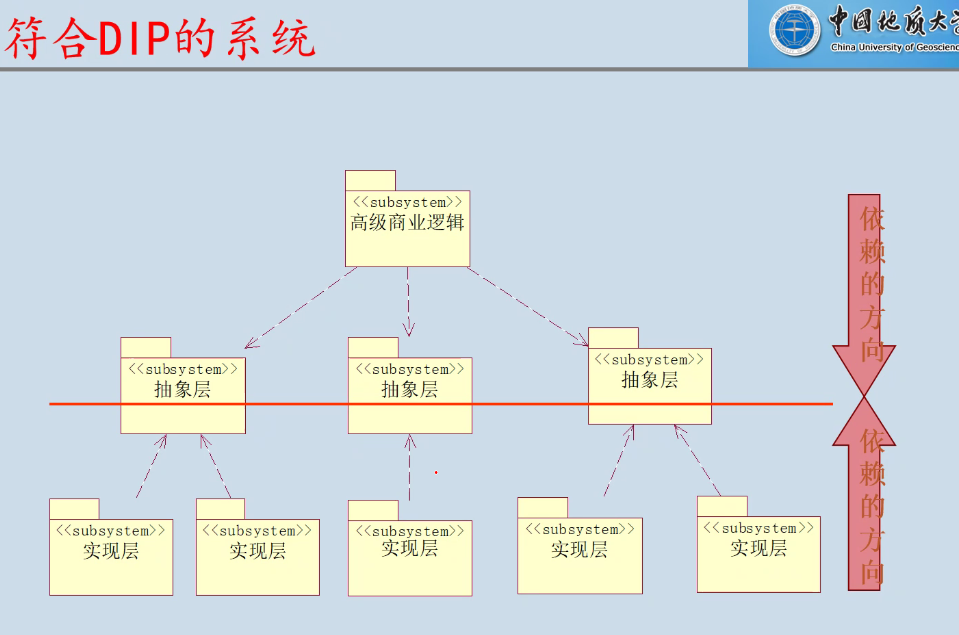 符合DIP的系统
中国地质大学
China University of Geoscienc
<<subsystem>>
高级商业逻辑
<<subsystem>>
抽象层
<<subsystem>>
抽象层
<<subsystem>>
抽象层
<<subsystem>>
实现层
<<subsystem>>
实现层
<<subsystem>>
实现层
<<subsystem>>
实现层
<<subsystem>>
实现层
依赖的方向
依赖的方向